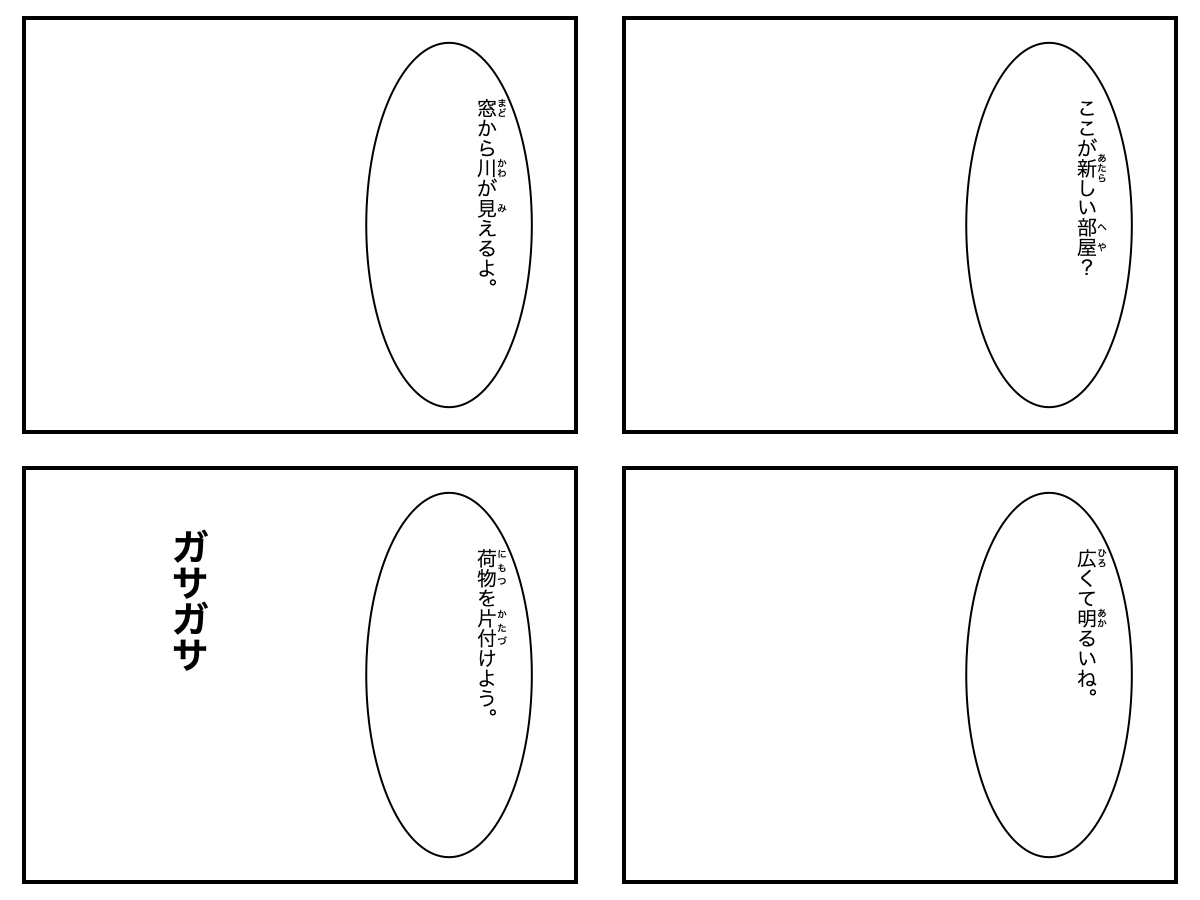 ここが新しい部屋？
窓から川が見えるよ。
広くて明るいね。
荷物を片付けよう。
ガサガサ